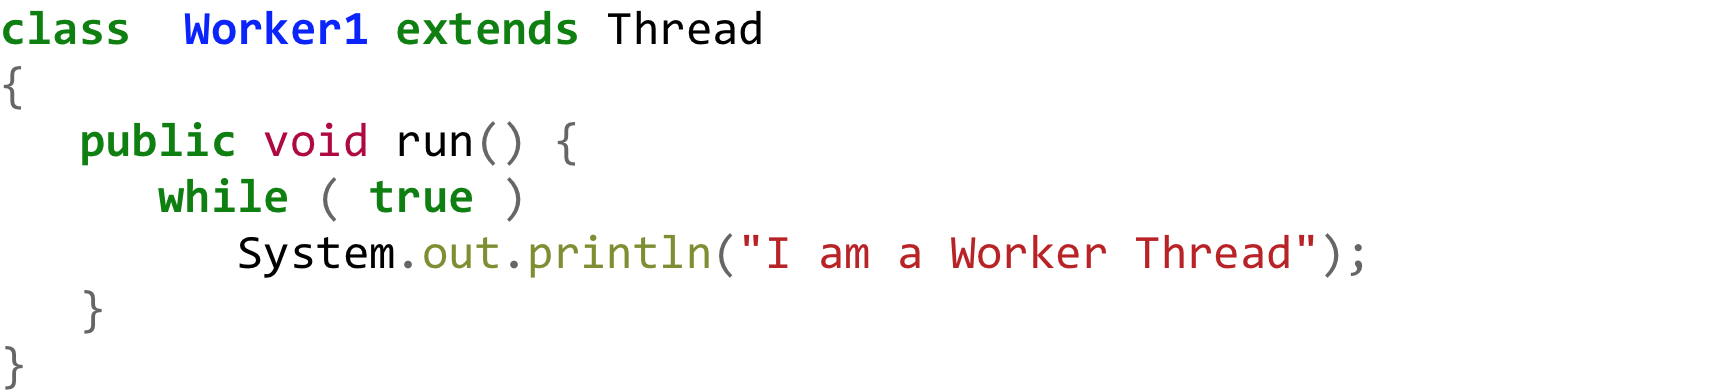 class  Worker1 extends Thread
{
   public void run() {
      while ( true )
         System.out.println("I am a Worker Thread");
   }
}